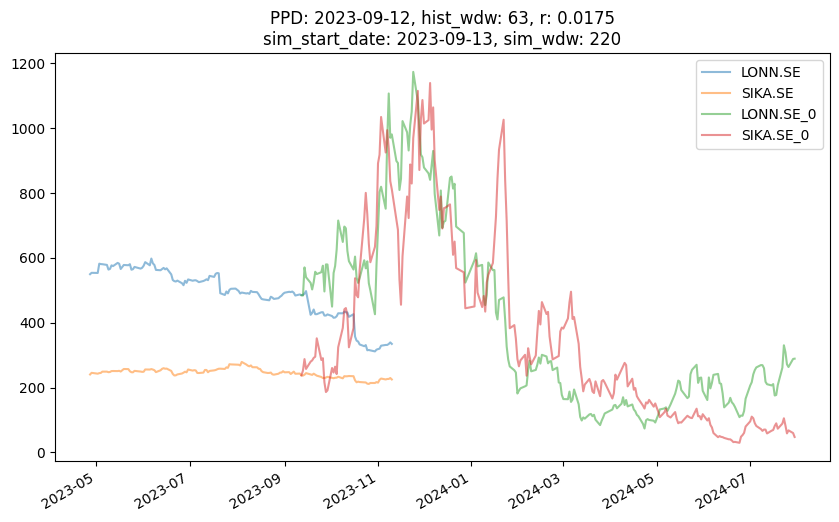 PPD: 2023-09-12, hist_wdw: 63, r: 0.0175
sim_start_date: 2023-09-13, sim_wdw: 220
1200
1000
800
600
400
200
0
LONN.SE
SIKA.SE
LONN.SE_0
SIKA.SE_0
2023-05
2023-07
2023-09
2023-11
2024-01
2024-03
2024-05
2024-07